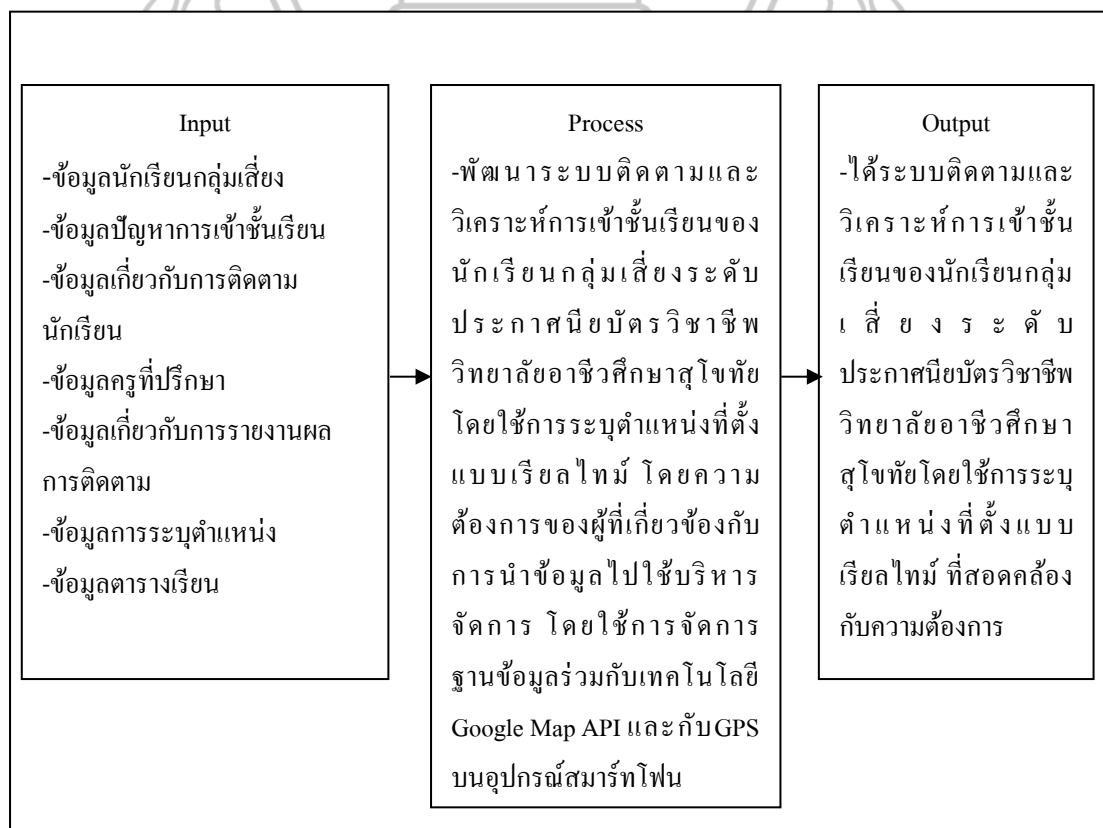 Input
-ข้อมูลนักเรียนกลุ่มเสี่ยง
-ข้อมูลปัญหาการเข้าชั้นเรียน
-ข้อมูลเกี่ยวกับการติดตาม
นักเรียน
-ข้อมูลครูที่ปรึกษา
-ข้อมูลเกี่ยวกับการรายงานผล
การติดตาม
-ข้อมูลการระบุตำแหน่ง
-ข้อมูลตารางเรียน
Process
-พัฒนาระบบติดตามและ
วิเคราะห์การเข้าชั้นเรียนของ
นักเรียนกลุ่มเสี่ยงระดับ
ประกาศนียบัตรวิชาชีพ
วิทยาลัยอาชีวศึกษาสุโขทัย
โดยใช้การระบุตำแหน่งที่ตั้ง
แบบเรียลไทม์ โดยความ
ต้องการของผู้ที่เกี่ยวข้องกับ
การนำข้อมูลไปใช้บริหาร
จัดการ โดยใช้การจัดการ
ฐานข้อมูลร่วมกับเทคโนโลยี
Google Map API และกับ GPS
บนอุปกรณ์สมาร์ทโฟน
Output
-ได้ระบบติดตามและ
วิเคราะห์การเข้าชั้น
เรียนของนักเรียนกลุ่ม
เสี่ยงระดับ
ประกาศนียบัตรวิชาชีพ
วิทยาลัยอาชีวศึกษา
สุโขทัยโดยใช้การระบุ
ตำแหน่งที่ตั้งแบบ
เรียลไทม์ ที่สอดคล้อง
กับความต้องการ